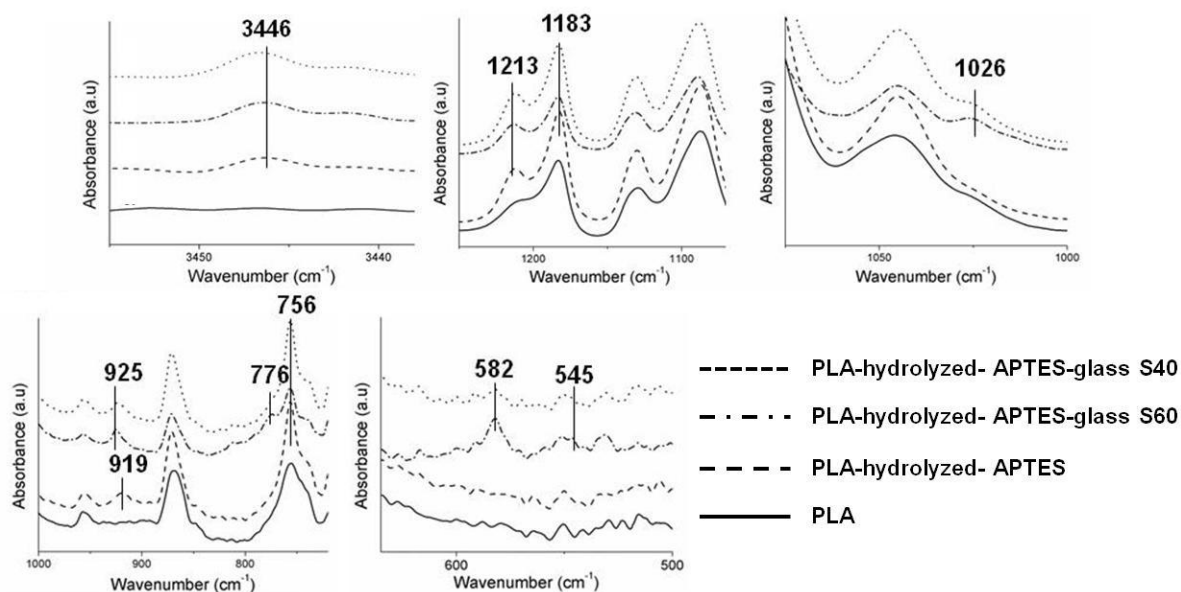 3446
Absorbance (a.u)
3450
3440
Wavenumber (cm⁻¹)
1183
1213
Absorbance (a.u)
1200
1100
Wavenumber (cm⁻¹)
1026
Absorbance (a.u)
1050
1000
Wavenumber (cm⁻¹)
756
925
776
919
Absorbance (a.u)
1000
900
800
Wavenumber (cm⁻¹)
582
545
Absorbance (a.u)
600
500
Wavenumber (cm⁻¹)
PLA-hydrolyzed- APTES-glass S40
PLA-hydrolyzed- APTES-glass S60
PLA-hydrolyzed- APTES
PLA